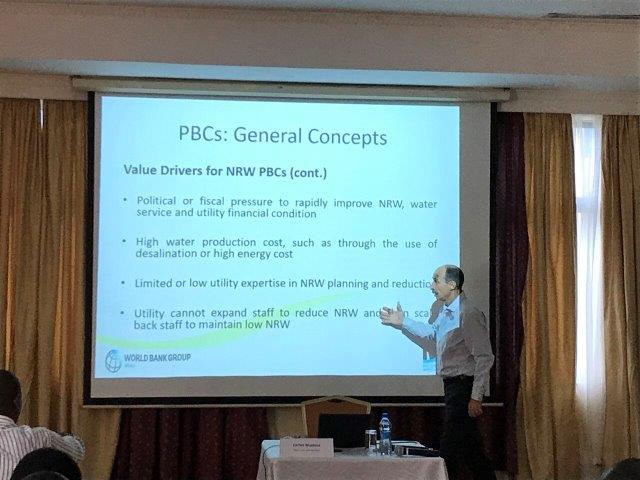 PBCs: General Concepts
Value Drivers for NRW PBCs (cont.)
• Political or fiscal pressure to rapidly improve NRW, water
service and utility financial condition
• High water production cost, such as through the use of
desalination or high energy cost
• Limited or low utility expertise in NRW planning and reductio
• Utility cannot expand staff to reduce NRW and scal
back staff to maintain low NRW
WORLD BANK GROUP